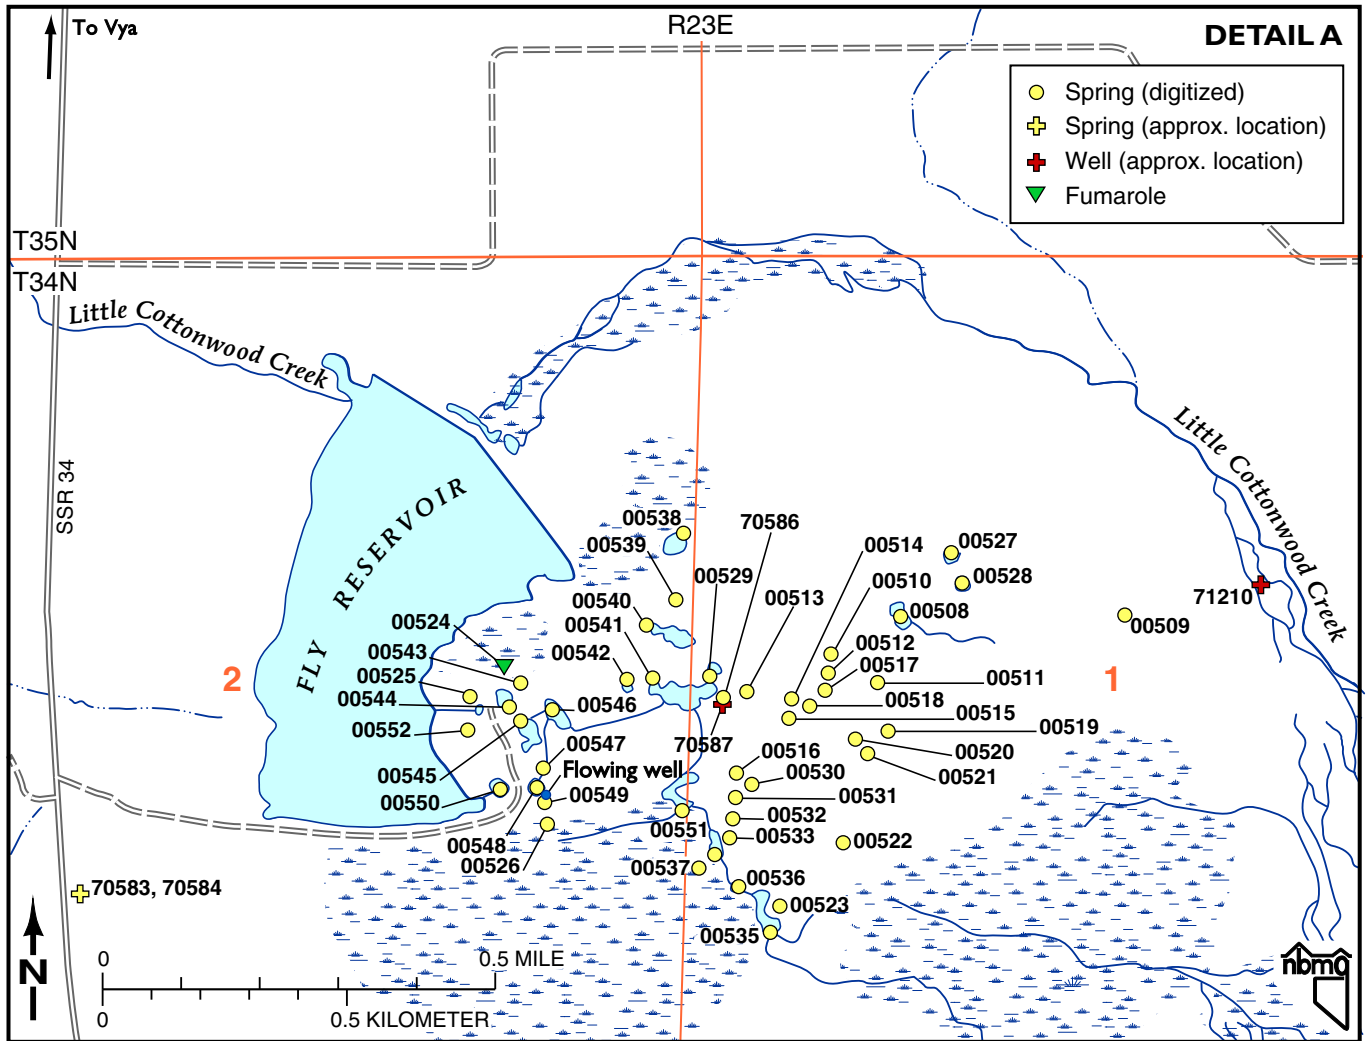 To Vya
R23E
DETAIL A
Spring (digitized)
Spring (approx. location)
Well (approx. location)
Fumarole
T35N
T34N
Little Cottonwood Creek
Little Cottonwood Creek
SSR 34
FLY RESERVOIR
00538
70586
00539
00514
00527
00529
00510
00528
00540
00513
71210
00541
00508
00509
00524
00542
00512
00543
00517
2
1
00525
00511
00544
00546
00518
00552
00515
00519
70587
00547
00516
00520
00545
Flowing well
00530
00521
00550
00549
00531
00532
00551
00533
00522
00548
00526
00537
70583, 70584
00536
00523
00535
0
0.5 MILE
N
0
0.5 KILOMETER
nbmg